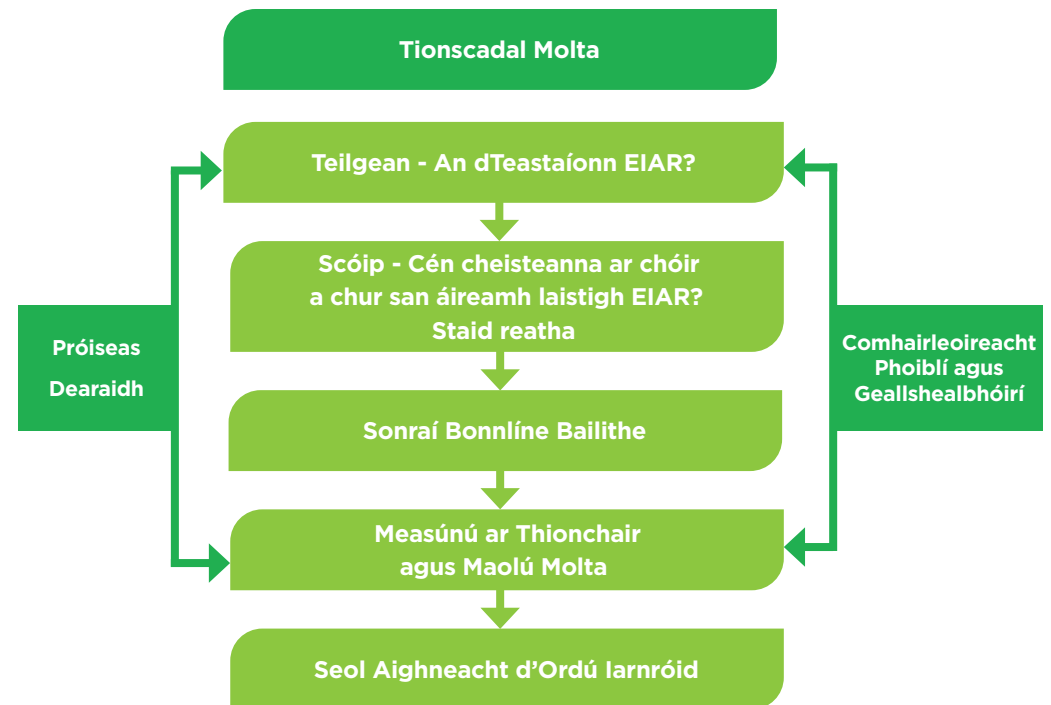 Tionscadal Molta
Teilgean - An dTeastaíonn EIAR?
Scóip - Cén cheisteanna ar chóir
a chur san áireamh laistigh EIAR?
Staid reatha
Próiseas
Dearaidh
Comhairleoireacht
Phoiblí agus
Geallshealbhóirí
Sonraí Bonnlíne Bailithe
Measúnú ar Thionchair
agus Maolú Molta
Seol Aighneacht d’Ordú Iarnróid